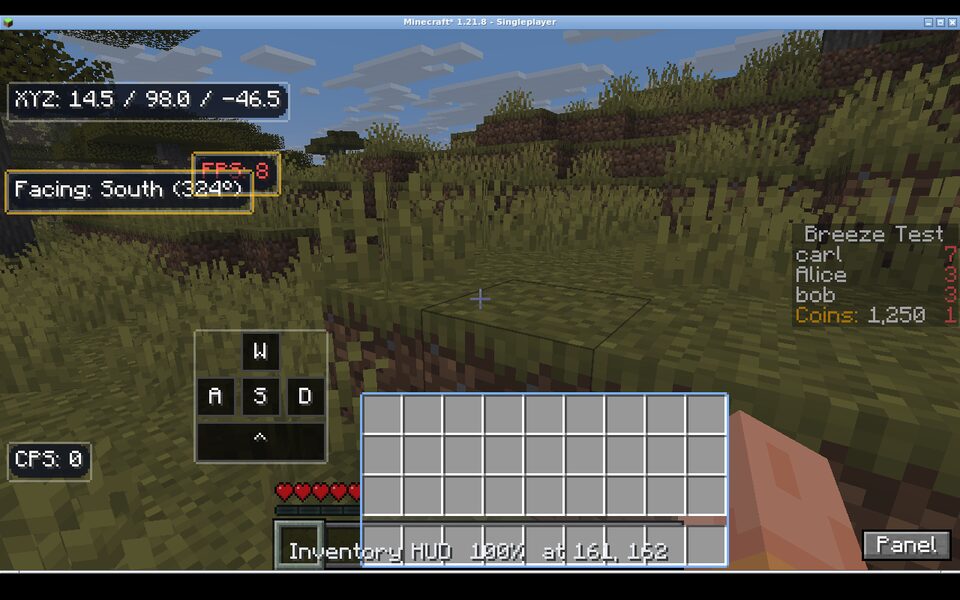 Minecraft* 1.21.8 - Singleplayer
XYZ: 14.5 / 98.0 / -46.5
FPS: 8
Facing: South (324°)
Breeze Test
carl 7
Alice 3
bob 3
Coins: 1,250 1
W
A S D
^
CPS: 0
Inventory HUD 100% at 161, 162
Panel